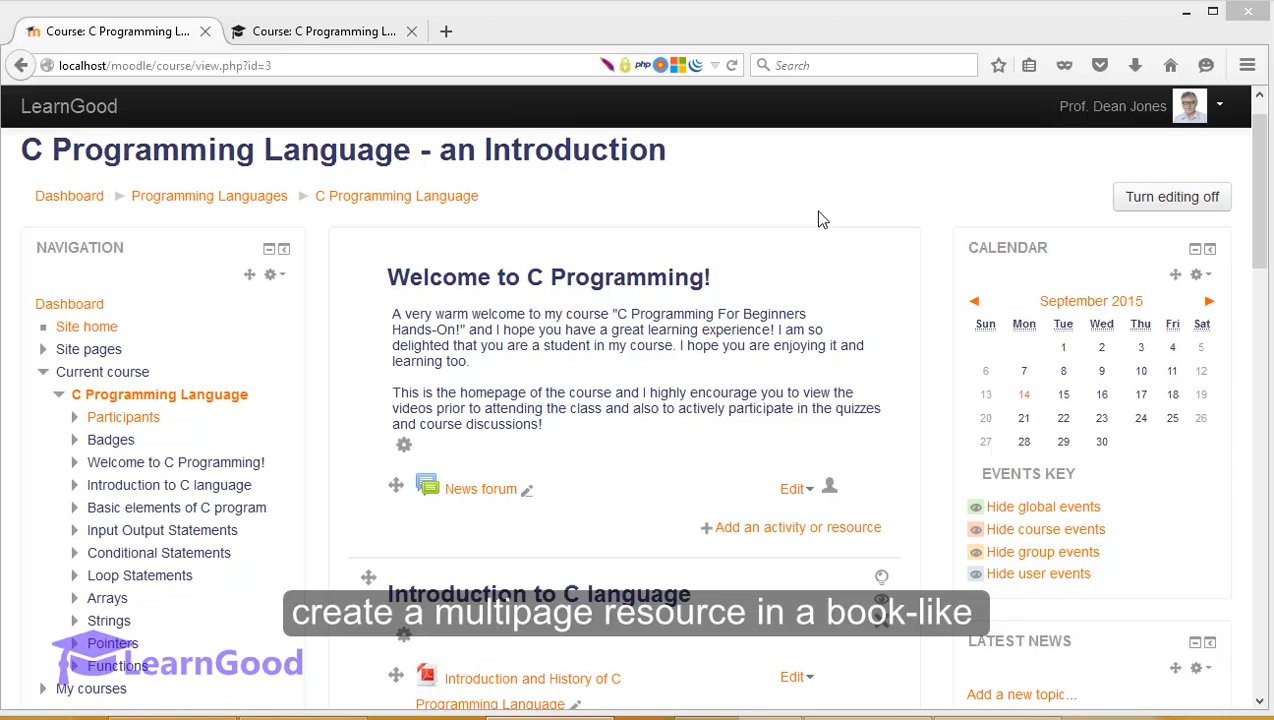 Course: C Programming L...
Course: C Programming L...
localhost/moodle/course/view.php?id=3
php
Search
LearnGood
Prof. Dean Jones
C Programming Language - an Introduction
Dashboard
Programming Languages
C Programming Language
Turn editing off
NAVIGATION
Dashboard
Site home
Site pages
Current course
C Programming Language
Participants
Badges
Welcome to C Programming!
Introduction to C language
Basic elements of C program
Input Output Statements
Conditional Statements
Loop Statements
Arrays
Strings
Pointers
Functions
My courses
LearnGood
Welcome to C Programming!
A very warm welcome to my course "C Programming For Beginners
Hands-On!" and I hope you have a great learning experience! I am so
delighted that you are a student in my course. I hope you are enjoying it and
learning too.
This is the homepage of the course and I highly encourage you to view the
videos prior to attending the class and also to actively participate in the quizzes
and course discussions!
News forum
Edit
Add an activity or resource
Introduction to C language
create a multipage resource in a book-like
Introduction and History of C
Programming Language
Edit
CALENDAR
September 2015
Sun Mon Tue Wed Thu Fri Sat
1 2 3 4 5
6 7 8 9 10 11 12
13 14 15 16 17 18 19
20 21 22 23 24 25 26
27 28 29 30
EVENTS KEY
Hide global events
Hide course events
Hide group events
Hide user events
LATEST NEWS
Add a new topic...